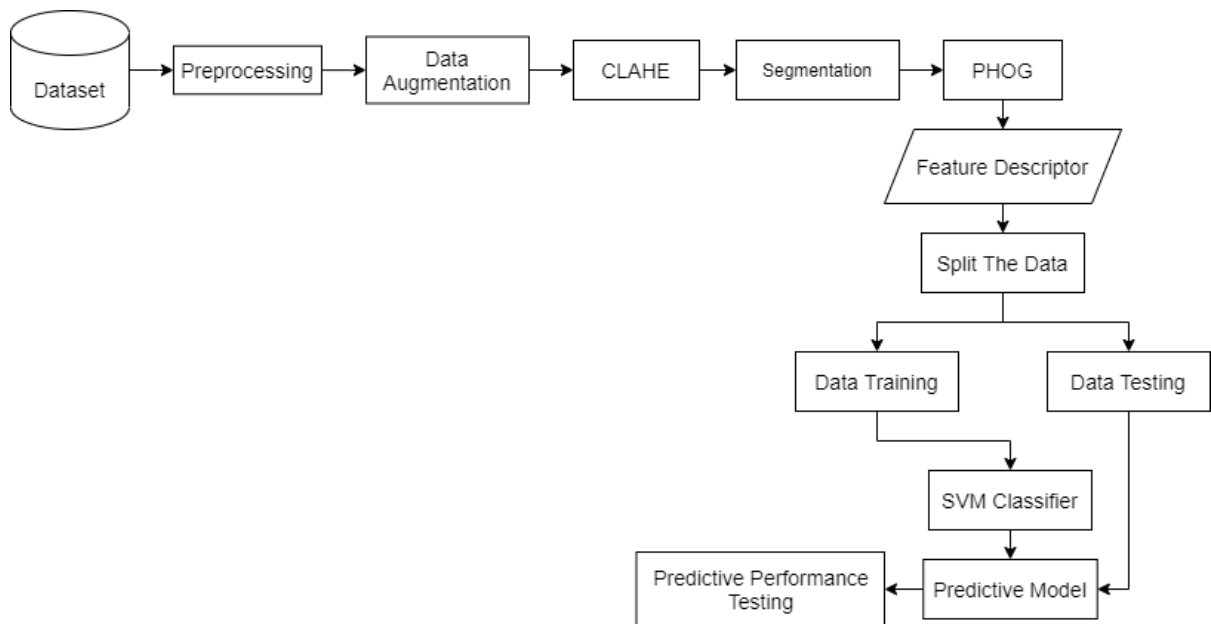 Dataset
Preprocessing
Data
Augmentation
CLAHE
Segmentation
PHOG
Feature Descriptor
Split The Data
Data Training
Data Testing
SVM Classifier
Predictive Model
Predictive Performance
Testing